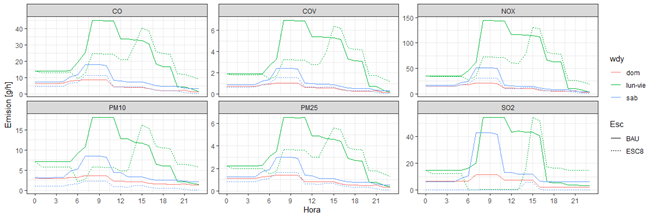 CO COV NOX
40
30
20
10
0
6
4
2
0
150
100
50
0
PM10 PM25 SO2
15
10
5
0
6
4
2
0
40
20
0
0 3 6 9 12 15 18 21 0 3 6 9 12 15 18 21 0 3 6 9 12 15 18 21
Hora
Emision [g/h]
wdy
dom
lun-vie
sab
Esc
BAU
ESC8